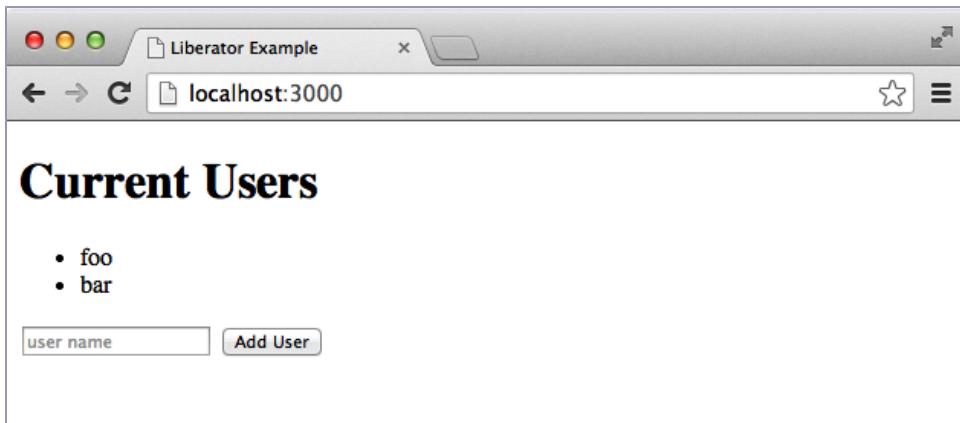 Liberator Example
localhost:3000
Current Users
• foo
• bar
user name Add User